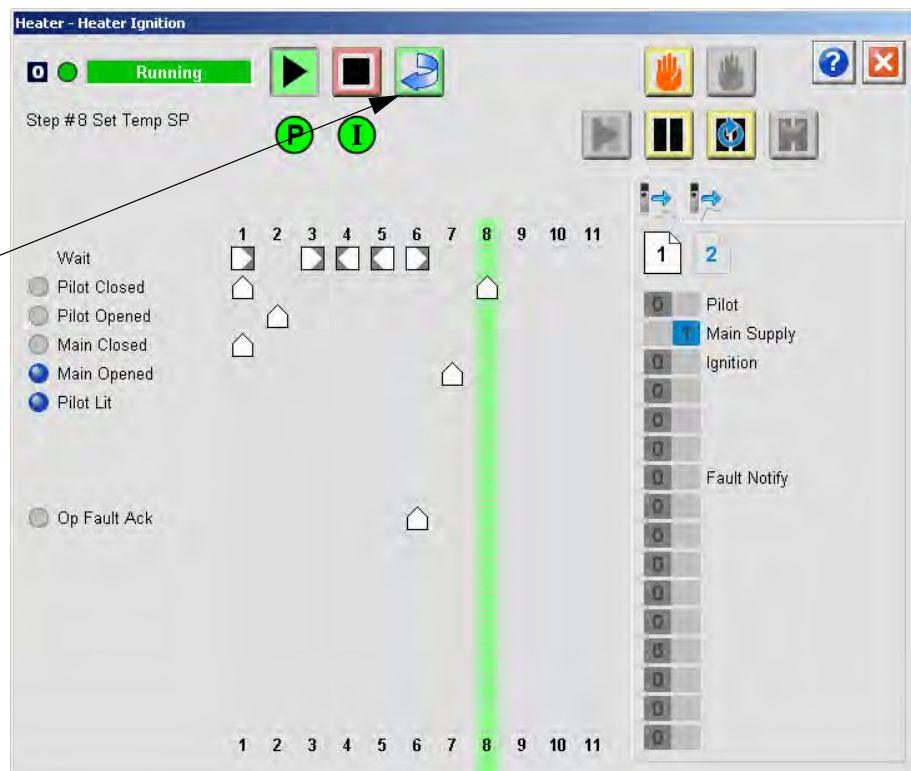 Heater - Heater Ignition
O Running
Step #8 Set Temp SP
P I
1 2 3 4 5 6 7 8 9 10 11
Wait
Pilot Closed
Pilot Opened
Main Closed
Main Opened
Pilot Lit
Op Fault Ack
1 2 3 4 5 6 7 8 9 10 11
?
1 2
0 Pilot
1 Main Supply
0 Ignition
0
0
0
0 Fault Notify
0
0
0
0
0
0
0
0
0